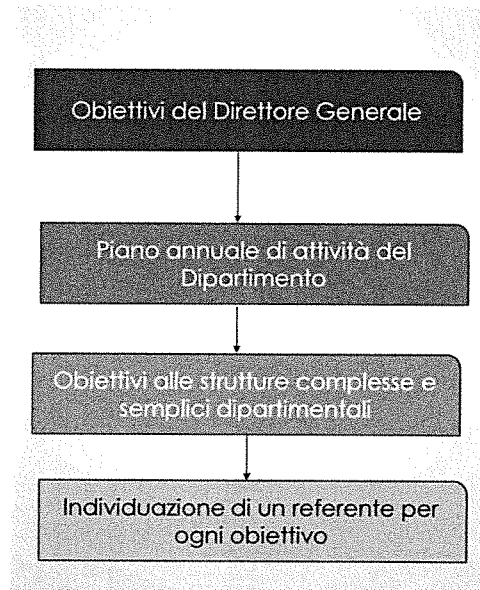 Obiettivi del Direttore Generale
Piano annuale di attività del
Dipartimento
Obiettivi alle strutture complesse e
semplici dipartimentali
Individuazione di un referente per
ogni obiettivo